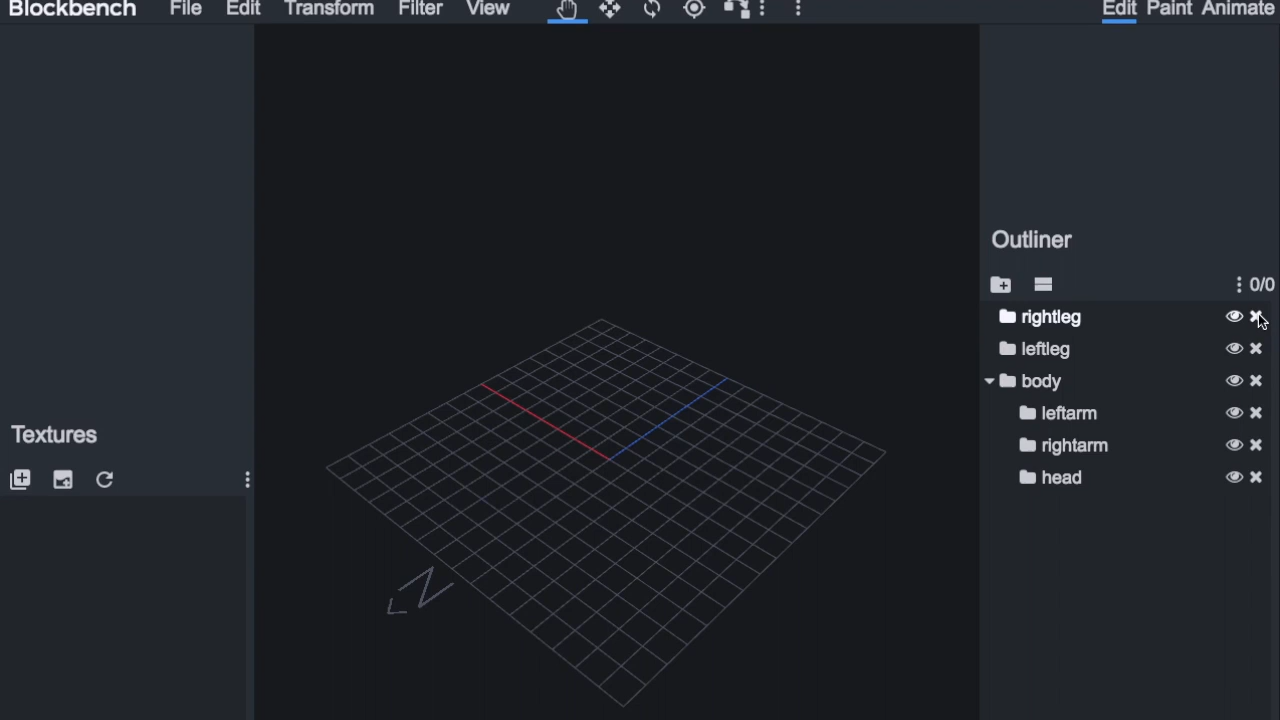 Blockbench File Edit Transform Filter View Edit Paint Animate
Outliner
0/0
rightleg
leftleg
body
leftarm
rightarm
head
Textures
N